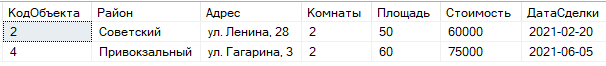 КодОбъекта Район Адрес Комнаты Площадь Стоимость ДатаСделки
2 Советский ул. Ленина, 28 2 50 60000 2021-02-20
4 Привокзальный ул. Гагарина, 3 2 60 75000 2021-06-05